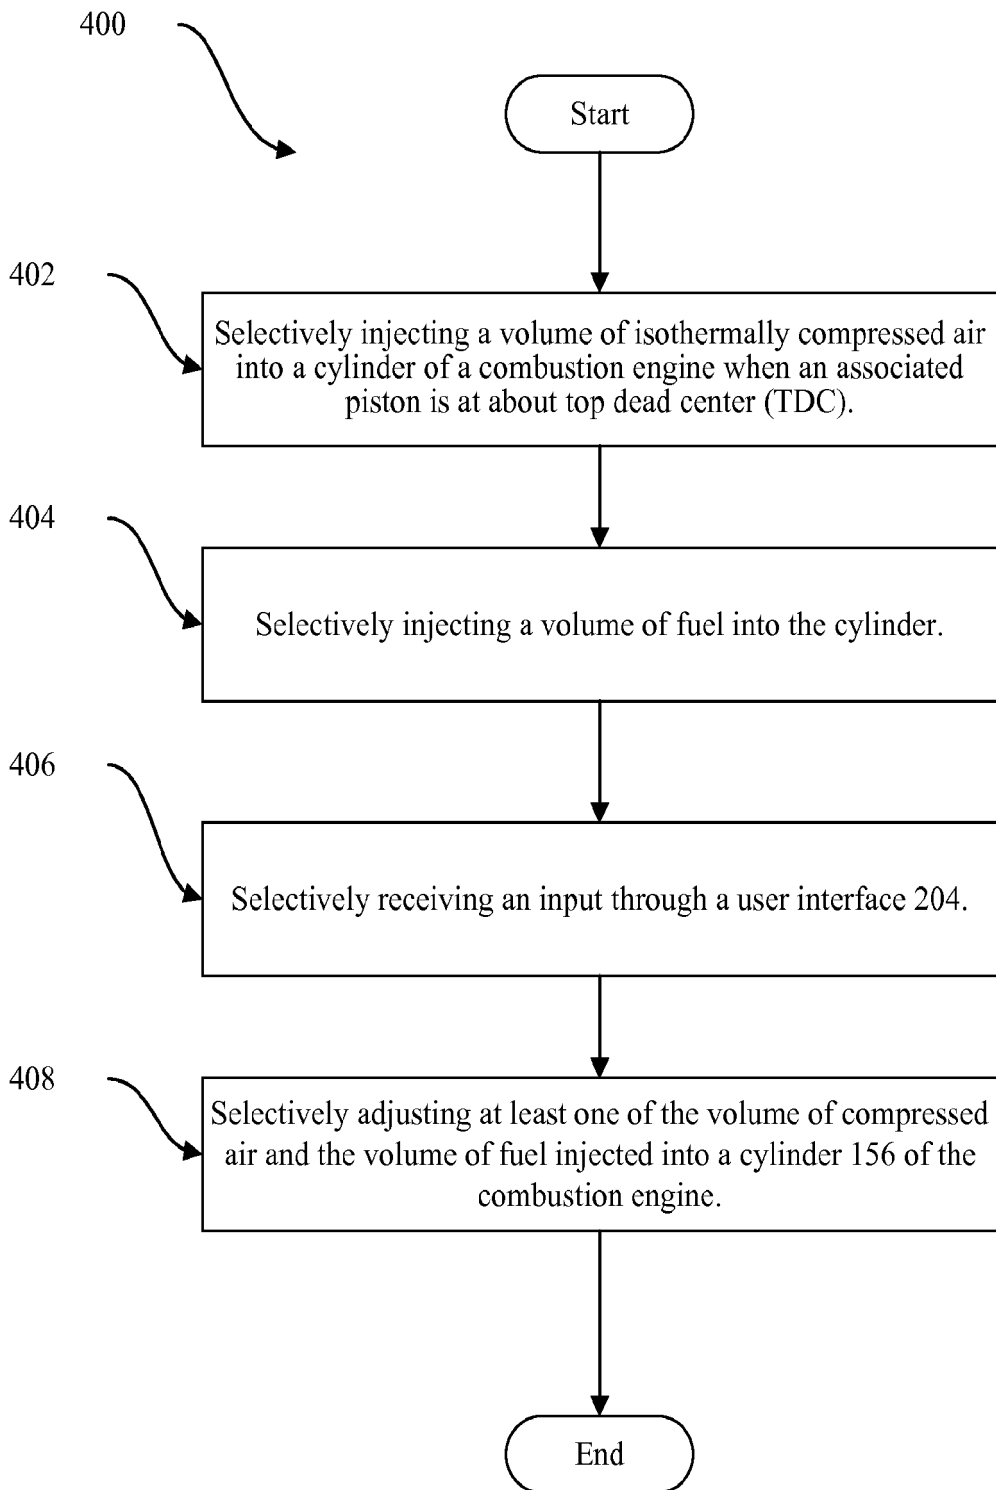 400
Start
402
Selectively injecting a volume of isothermally compressed air
into a cylinder of a combustion engine when an associated
piston is at about top dead center (TDC).
404
Selectively injecting a volume of fuel into the cylinder.
406
Selectively receiving an input through a user interface 204.
408
Selectively adjusting at least one of the volume of compressed
air and the volume of fuel injected into a cylinder 156 of the
combustion engine.
End